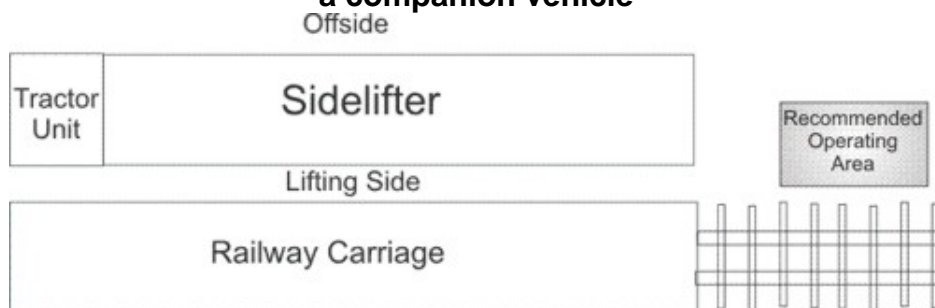 a companion vehicle
Offside
Tractor
Unit
Sidelifter
Recommended
Operating
Area
Lifting Side
Railway Carriage